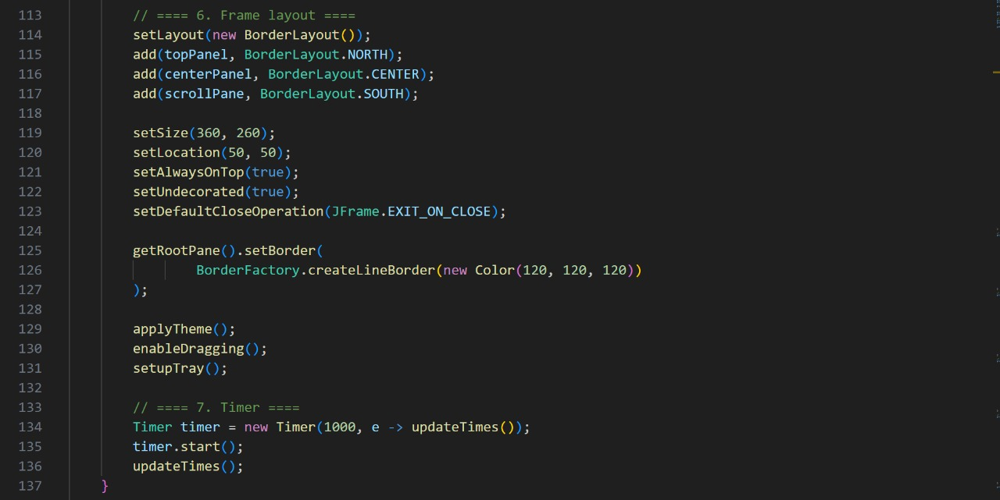 113 // ==== 6. Frame layout ====
114 setLayout(new BorderLayout());
115 add(topPanel, BorderLayout.NORTH);
116 add(centerPanel, BorderLayout.CENTER);
117 add(scrollPane, BorderLayout.SOUTH);
118
119 setSize(360, 260);
120 setLocation(50, 50);
121 setAlwaysOnTop(true);
122 setUndecorated(true);
123 setDefaultCloseOperation(JFrame.EXIT_ON_CLOSE);
124
125 getRootPane().setBorder(
126 BorderFactory.createLineBorder(new Color(120, 120, 120))
127 );
128
129 applyTheme();
130 enableDragging();
131 setupTray();
132
133 // ==== 7. Timer ====
134 Timer timer = new Timer(1000, e -> updateTimes());
135 timer.start();
136 updateTimes();
137 }